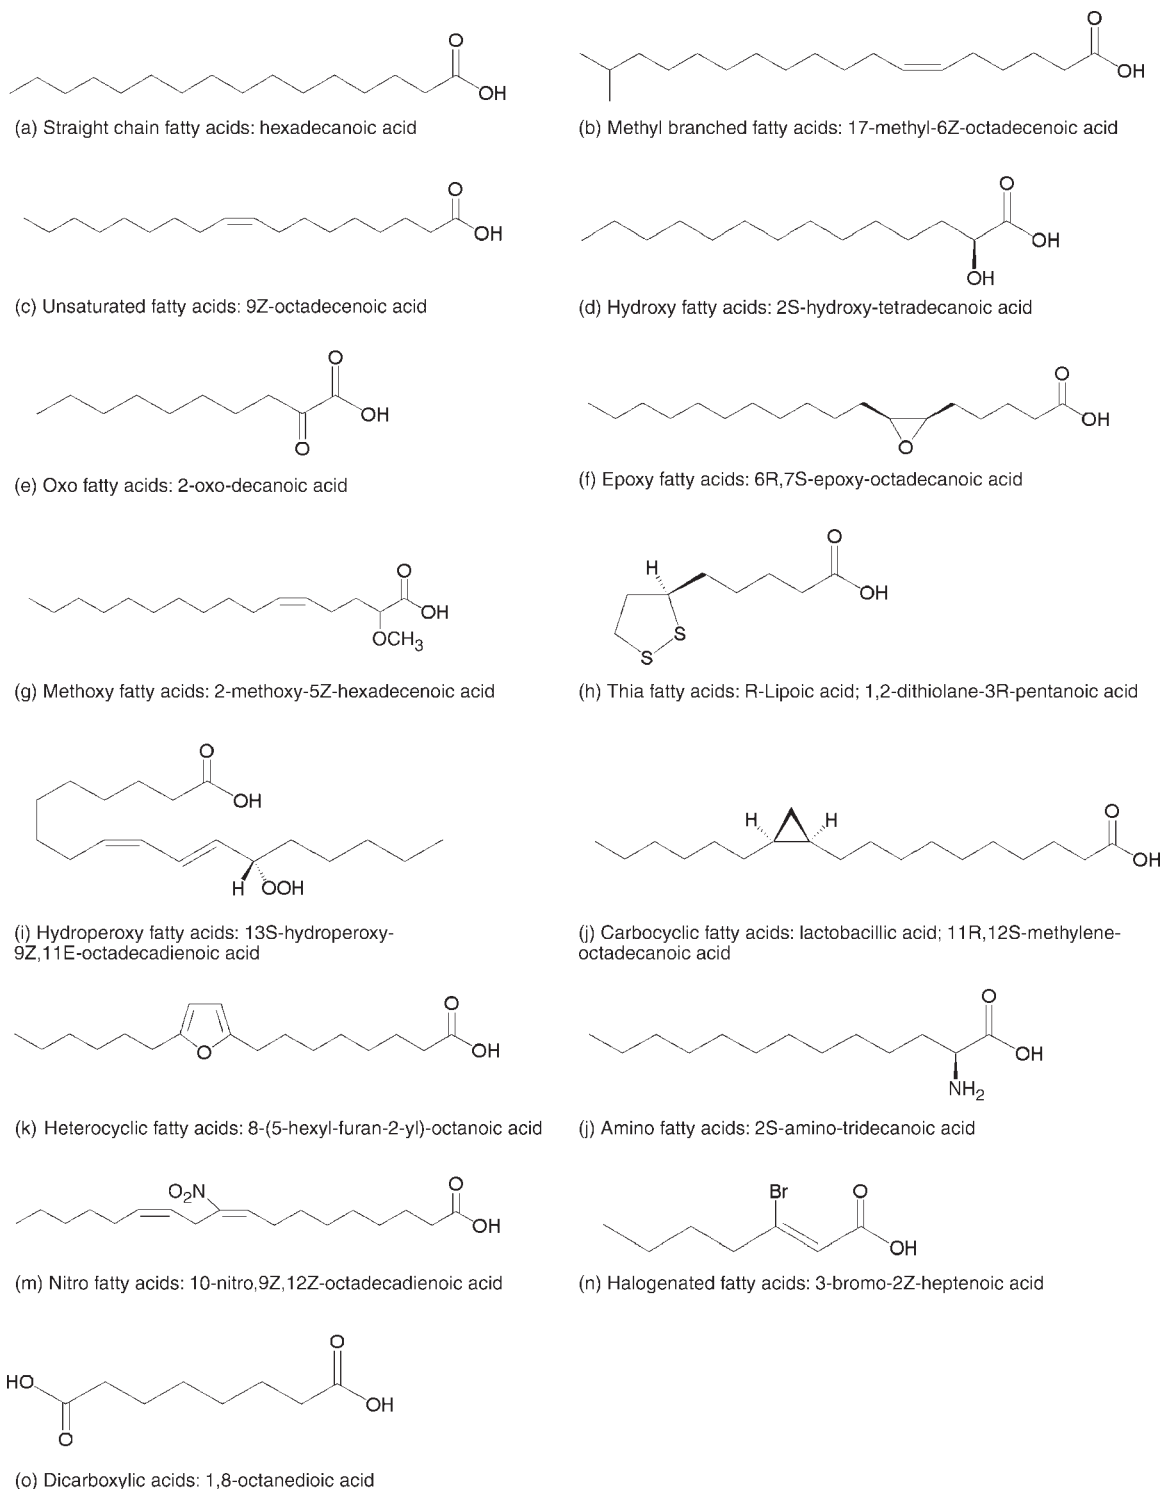 O
OH
(a) Straight chain fatty acids: hexadecanoic acid
O
OH
(b) Methyl branched fatty acids: 17-methyl-6Z-octadecenoic acid
O
OH
(c) Unsaturated fatty acids: 9Z-octadecenoic acid
O
OH
OH
(d) Hydroxy fatty acids: 2S-hydroxy-tetradecanoic acid
O
OH
O
(e) Oxo fatty acids: 2-oxo-decanoic acid
O
OH
O
(f) Epoxy fatty acids: 6R,7S-epoxy-octadecanoic acid
O
OH
OCH3
(g) Methoxy fatty acids: 2-methoxy-5Z-hexadecenoic acid
O
H
OH
S
S
(h) Thia fatty acids: R-Lipoic acid; 1,2-dithiolane-3R-pentanoic acid
O
OH
H OOH
(i) Hydroperoxy fatty acids: 13S-hydroperoxy-
9Z,11E-octadecadienoic acid
O
H H
OH
(j) Carbocyclic fatty acids: lactobacillic acid; 11R,12S-methylene-
octadecanoic acid
O
O OH
(k) Heterocyclic fatty acids: 8-(5-hexyl-furan-2-yl)-octanoic acid
O
OH
NH2
(j) Amino fatty acids: 2S-amino-tridecanoic acid
O2N O
OH
(m) Nitro fatty acids: 10-nitro,9Z,12Z-octadecadienoic acid
Br O
OH
(n) Halogenated fatty acids: 3-bromo-2Z-heptenoic acid
O
HO
OH
O
(o) Dicarboxylic acids: 1,8-octanedioic acid